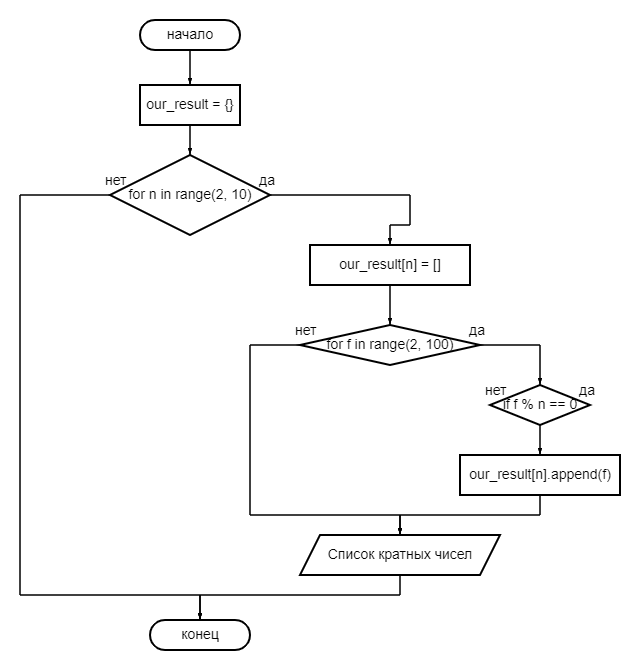 начало
our_result = {}
нет
да
for n in range(2, 10)
our_result[n] = []
нет
да
for f in range(2, 100)
нет
да
if f % n == 0
our_result[n].append(f)
Список кратных чисел
конец